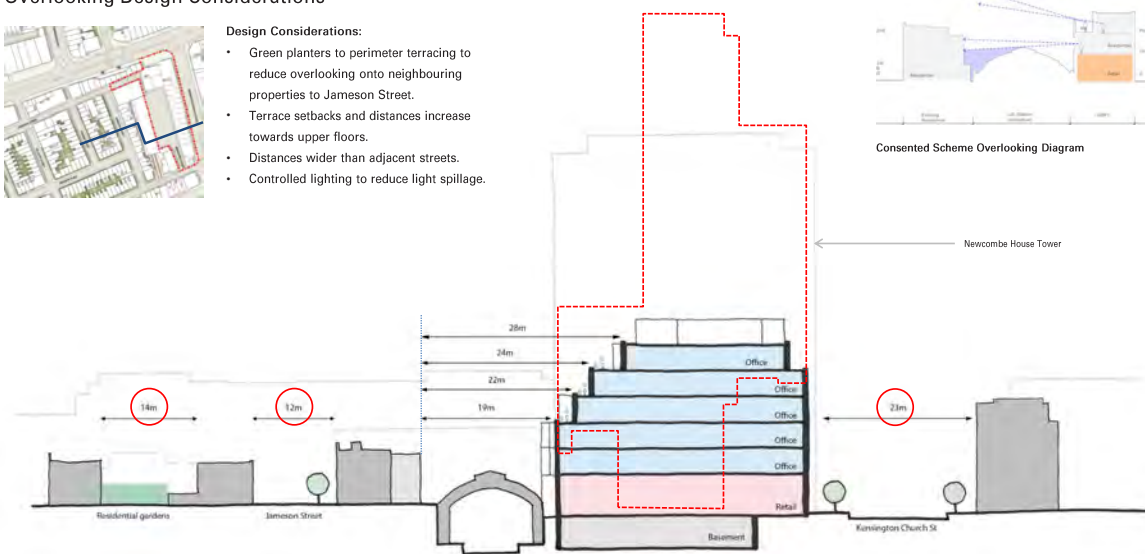 Overlooking Design Considerations
Design Considerations:
• Green planters to perimeter terracing to
reduce overlooking onto neighbouring
properties to Jameson Street.
• Terrace setbacks and distances increase
towards upper floors.
• Distances wider than adjacent streets.
• Controlled lighting to reduce light spillage.
Consented Scheme Overlooking Diagram
Newcombe House Tower
28m
24m
22m
19m
14m
12m
23m
Office
Office
Office
Office
Office
Retail
Basement
Residential gardens
Jameson Street
Kensington Church St